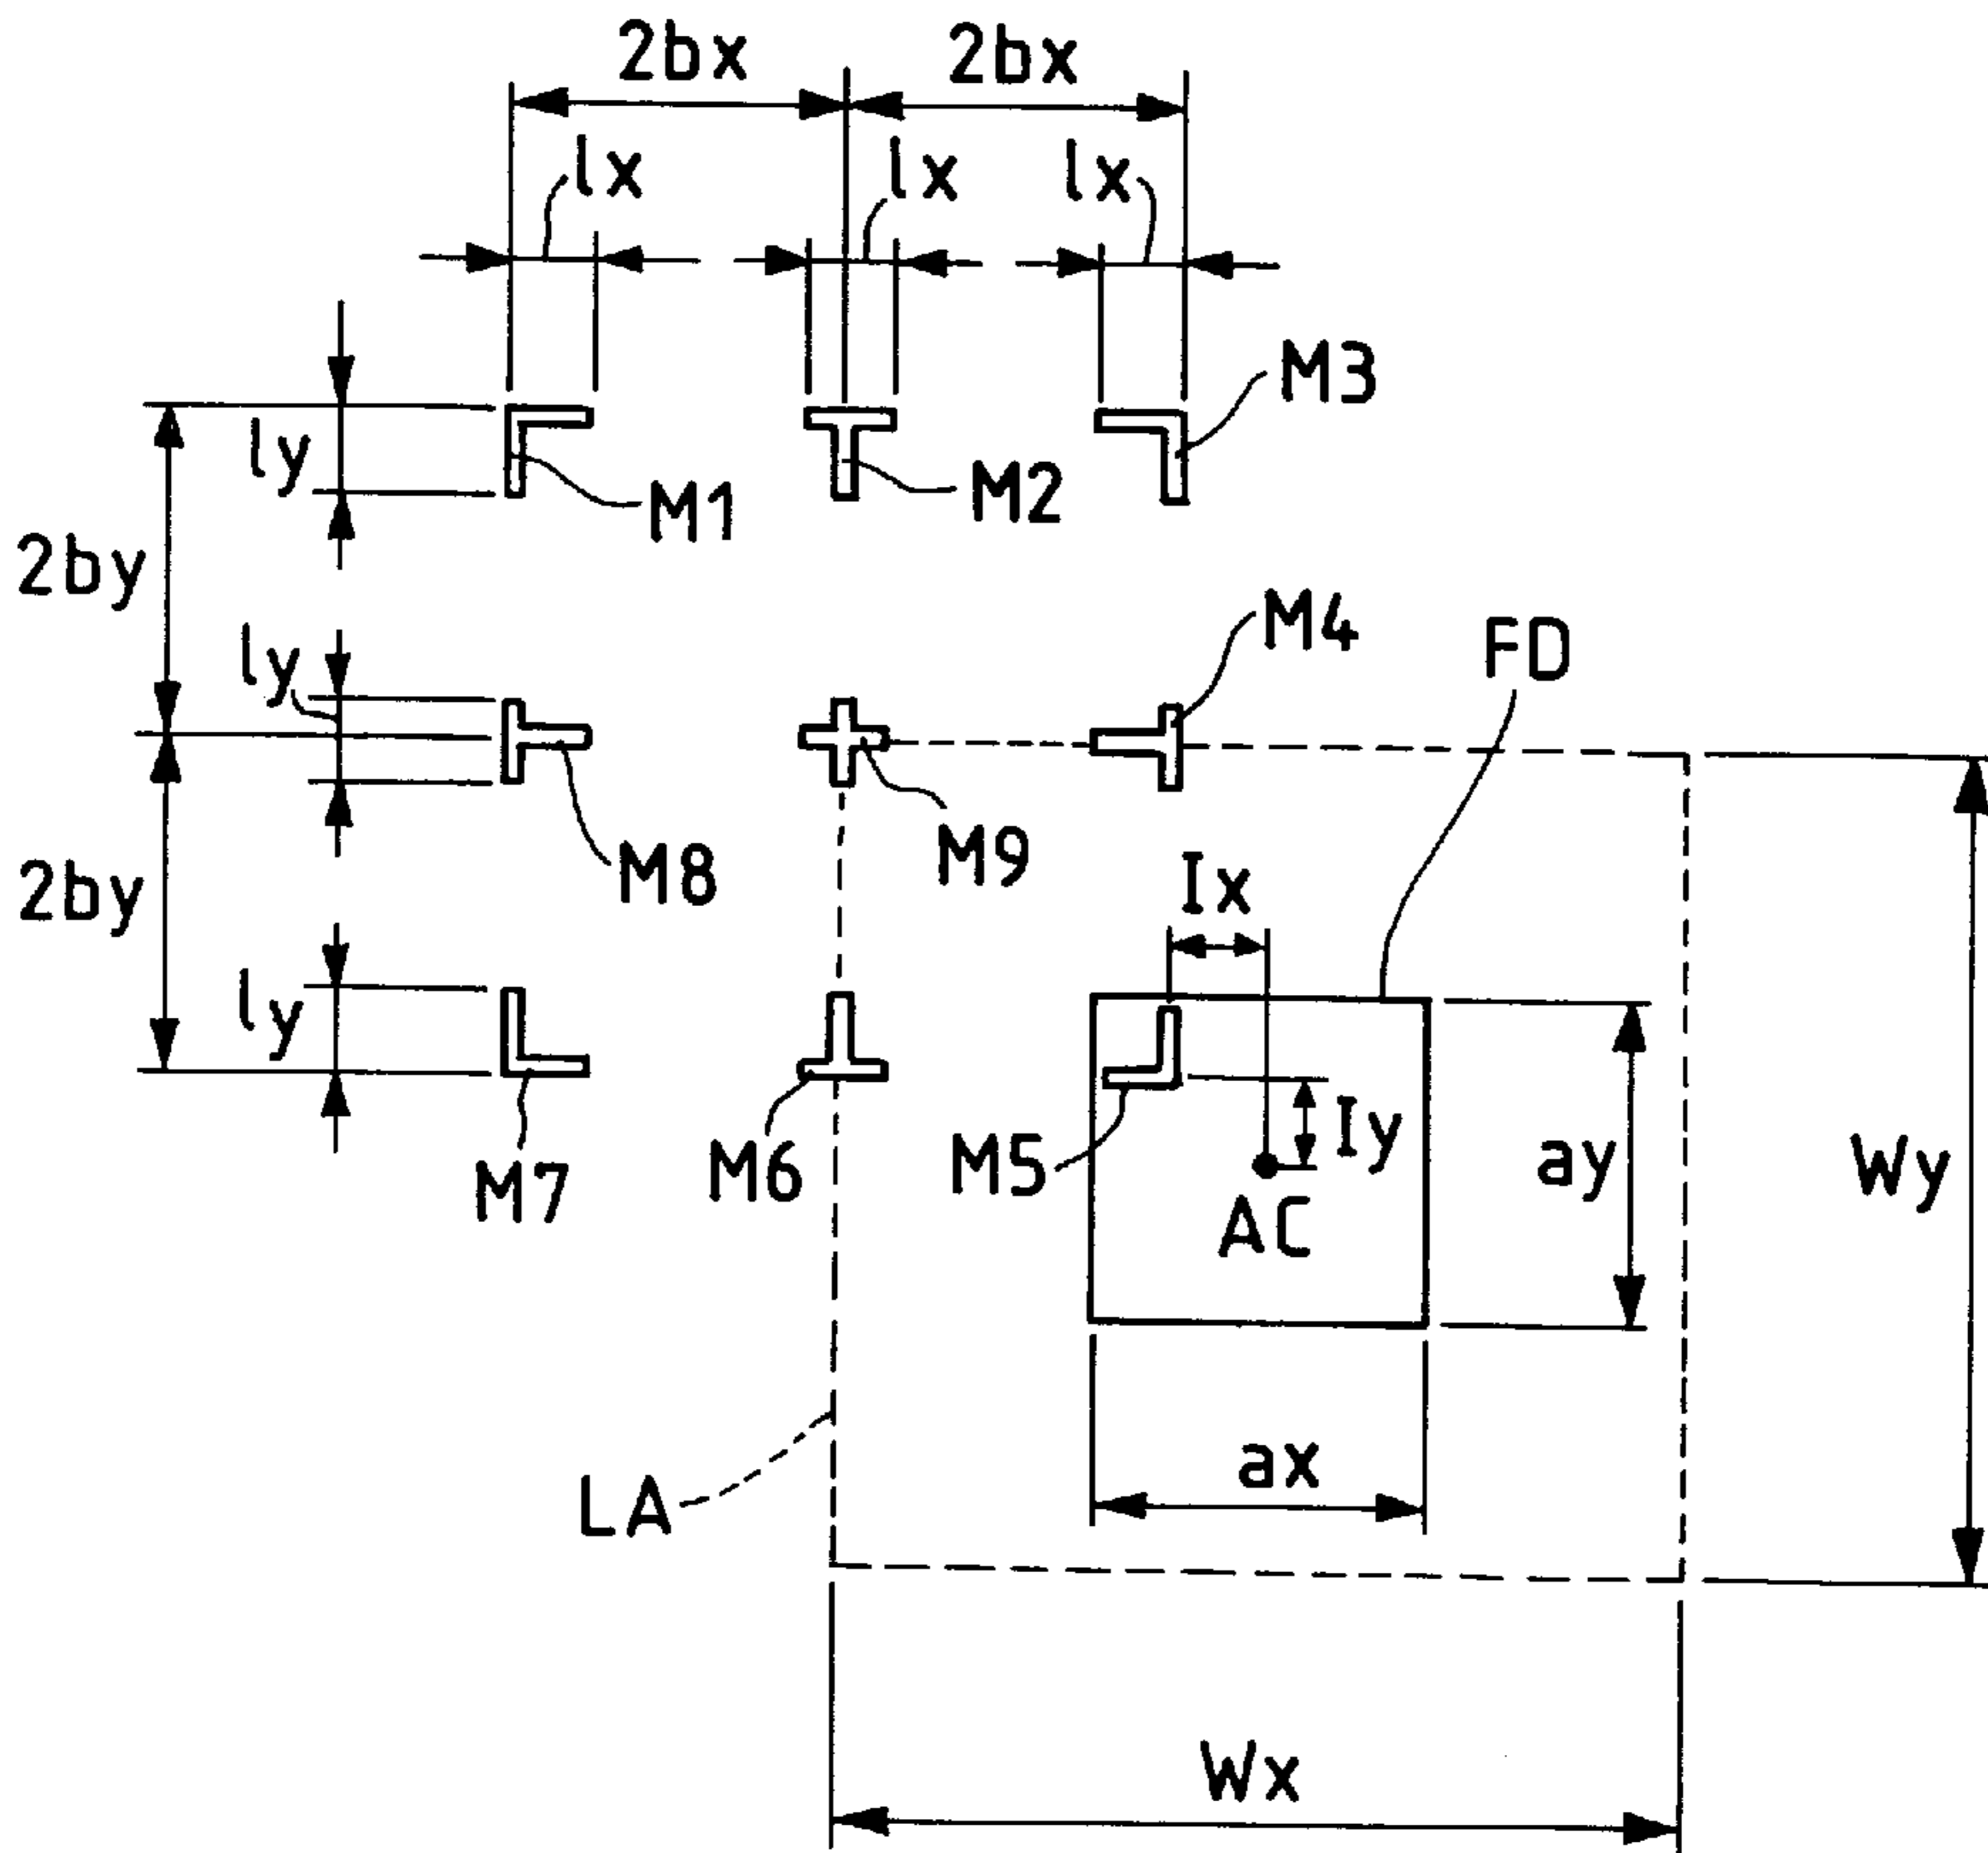 2bx 2bx
lx lx lx
M3
ly
M1 M2
2by
M4
ly FD
M8 M9
2by Ix
ly
M7 M6 M5 Iy ay Wy
AC
LA ax
Wx